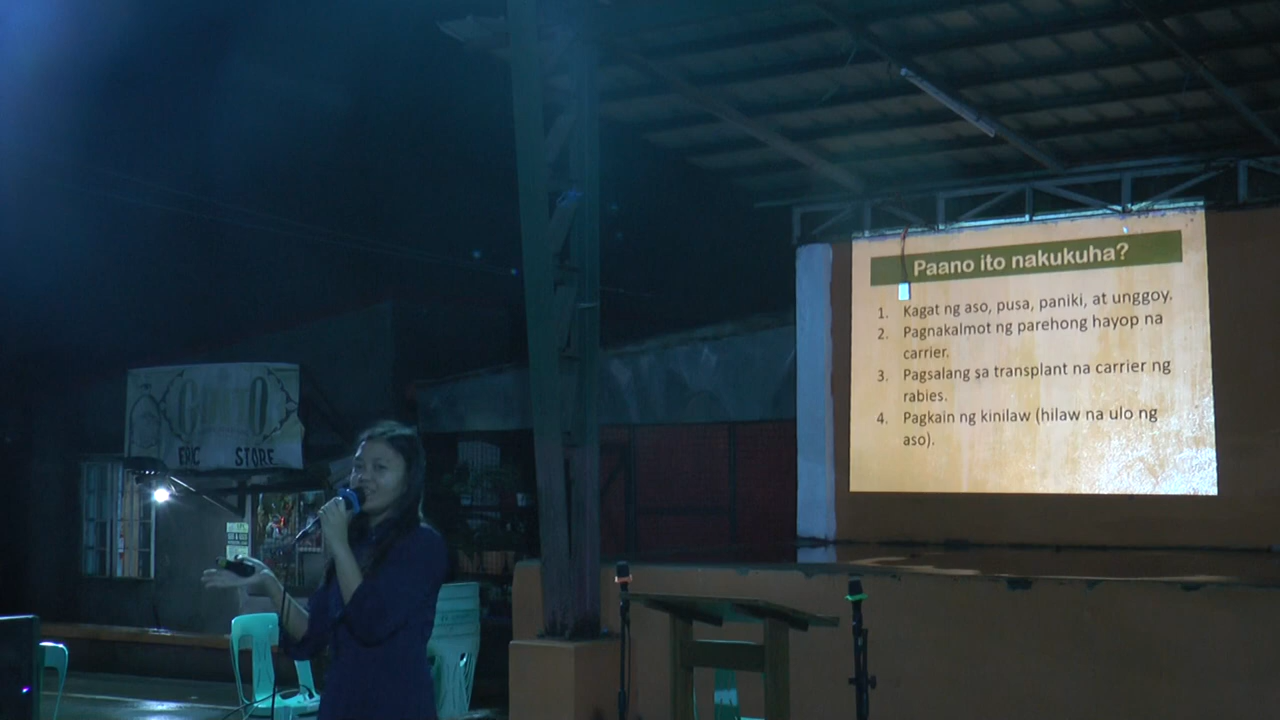 Paano ito nakukuha?
1. Kagat ng aso, pusa, paniki, at unggoy.
2. Pagnakalmot ng parehong hayop na
carrier.
3. Pagsalang sa transplant na carrier ng
rabies.
4. Pagkain ng kinilaw (hilaw na ulo ng
aso).
ERIC STORE